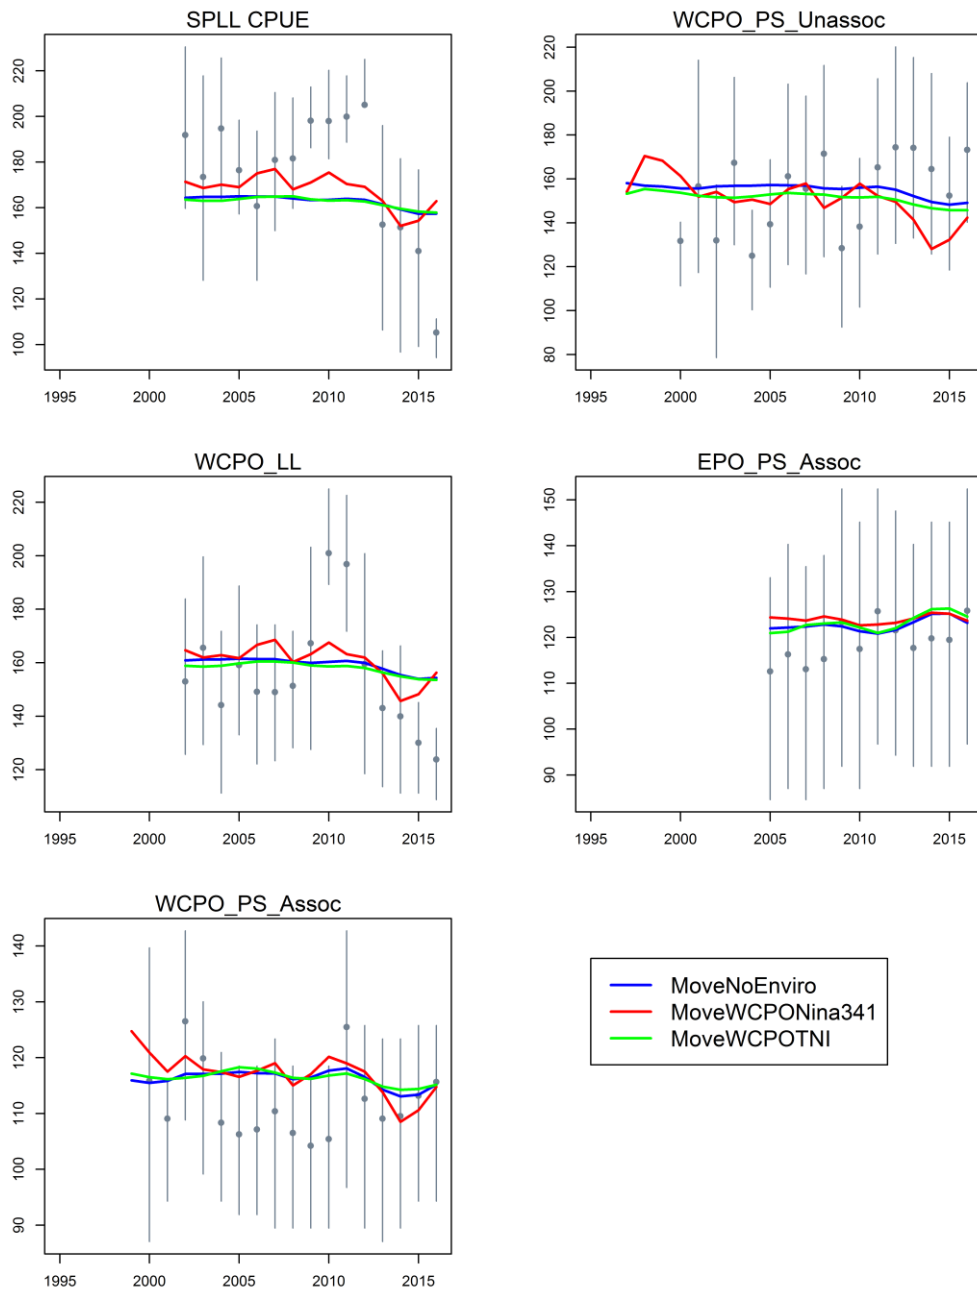 SPLL CPUE
220
200
180
160
140
120
100
1995 2000 2005 2010 2015
WCPO_PS_Unassoc
220
200
180
160
140
120
100
80
1995 2000 2005 2010 2015
WCPO_LL
220
200
180
160
140
120
1995 2000 2005 2010 2015
EPO_PS_Assoc
150
140
130
120
110
100
90
1995 2000 2005 2010 2015
WCPO_PS_Assoc
140
130
120
110
100
90
1995 2000 2005 2010 2015
MoveNoEnviro
MoveWCPONina341
MoveWCPOTNI